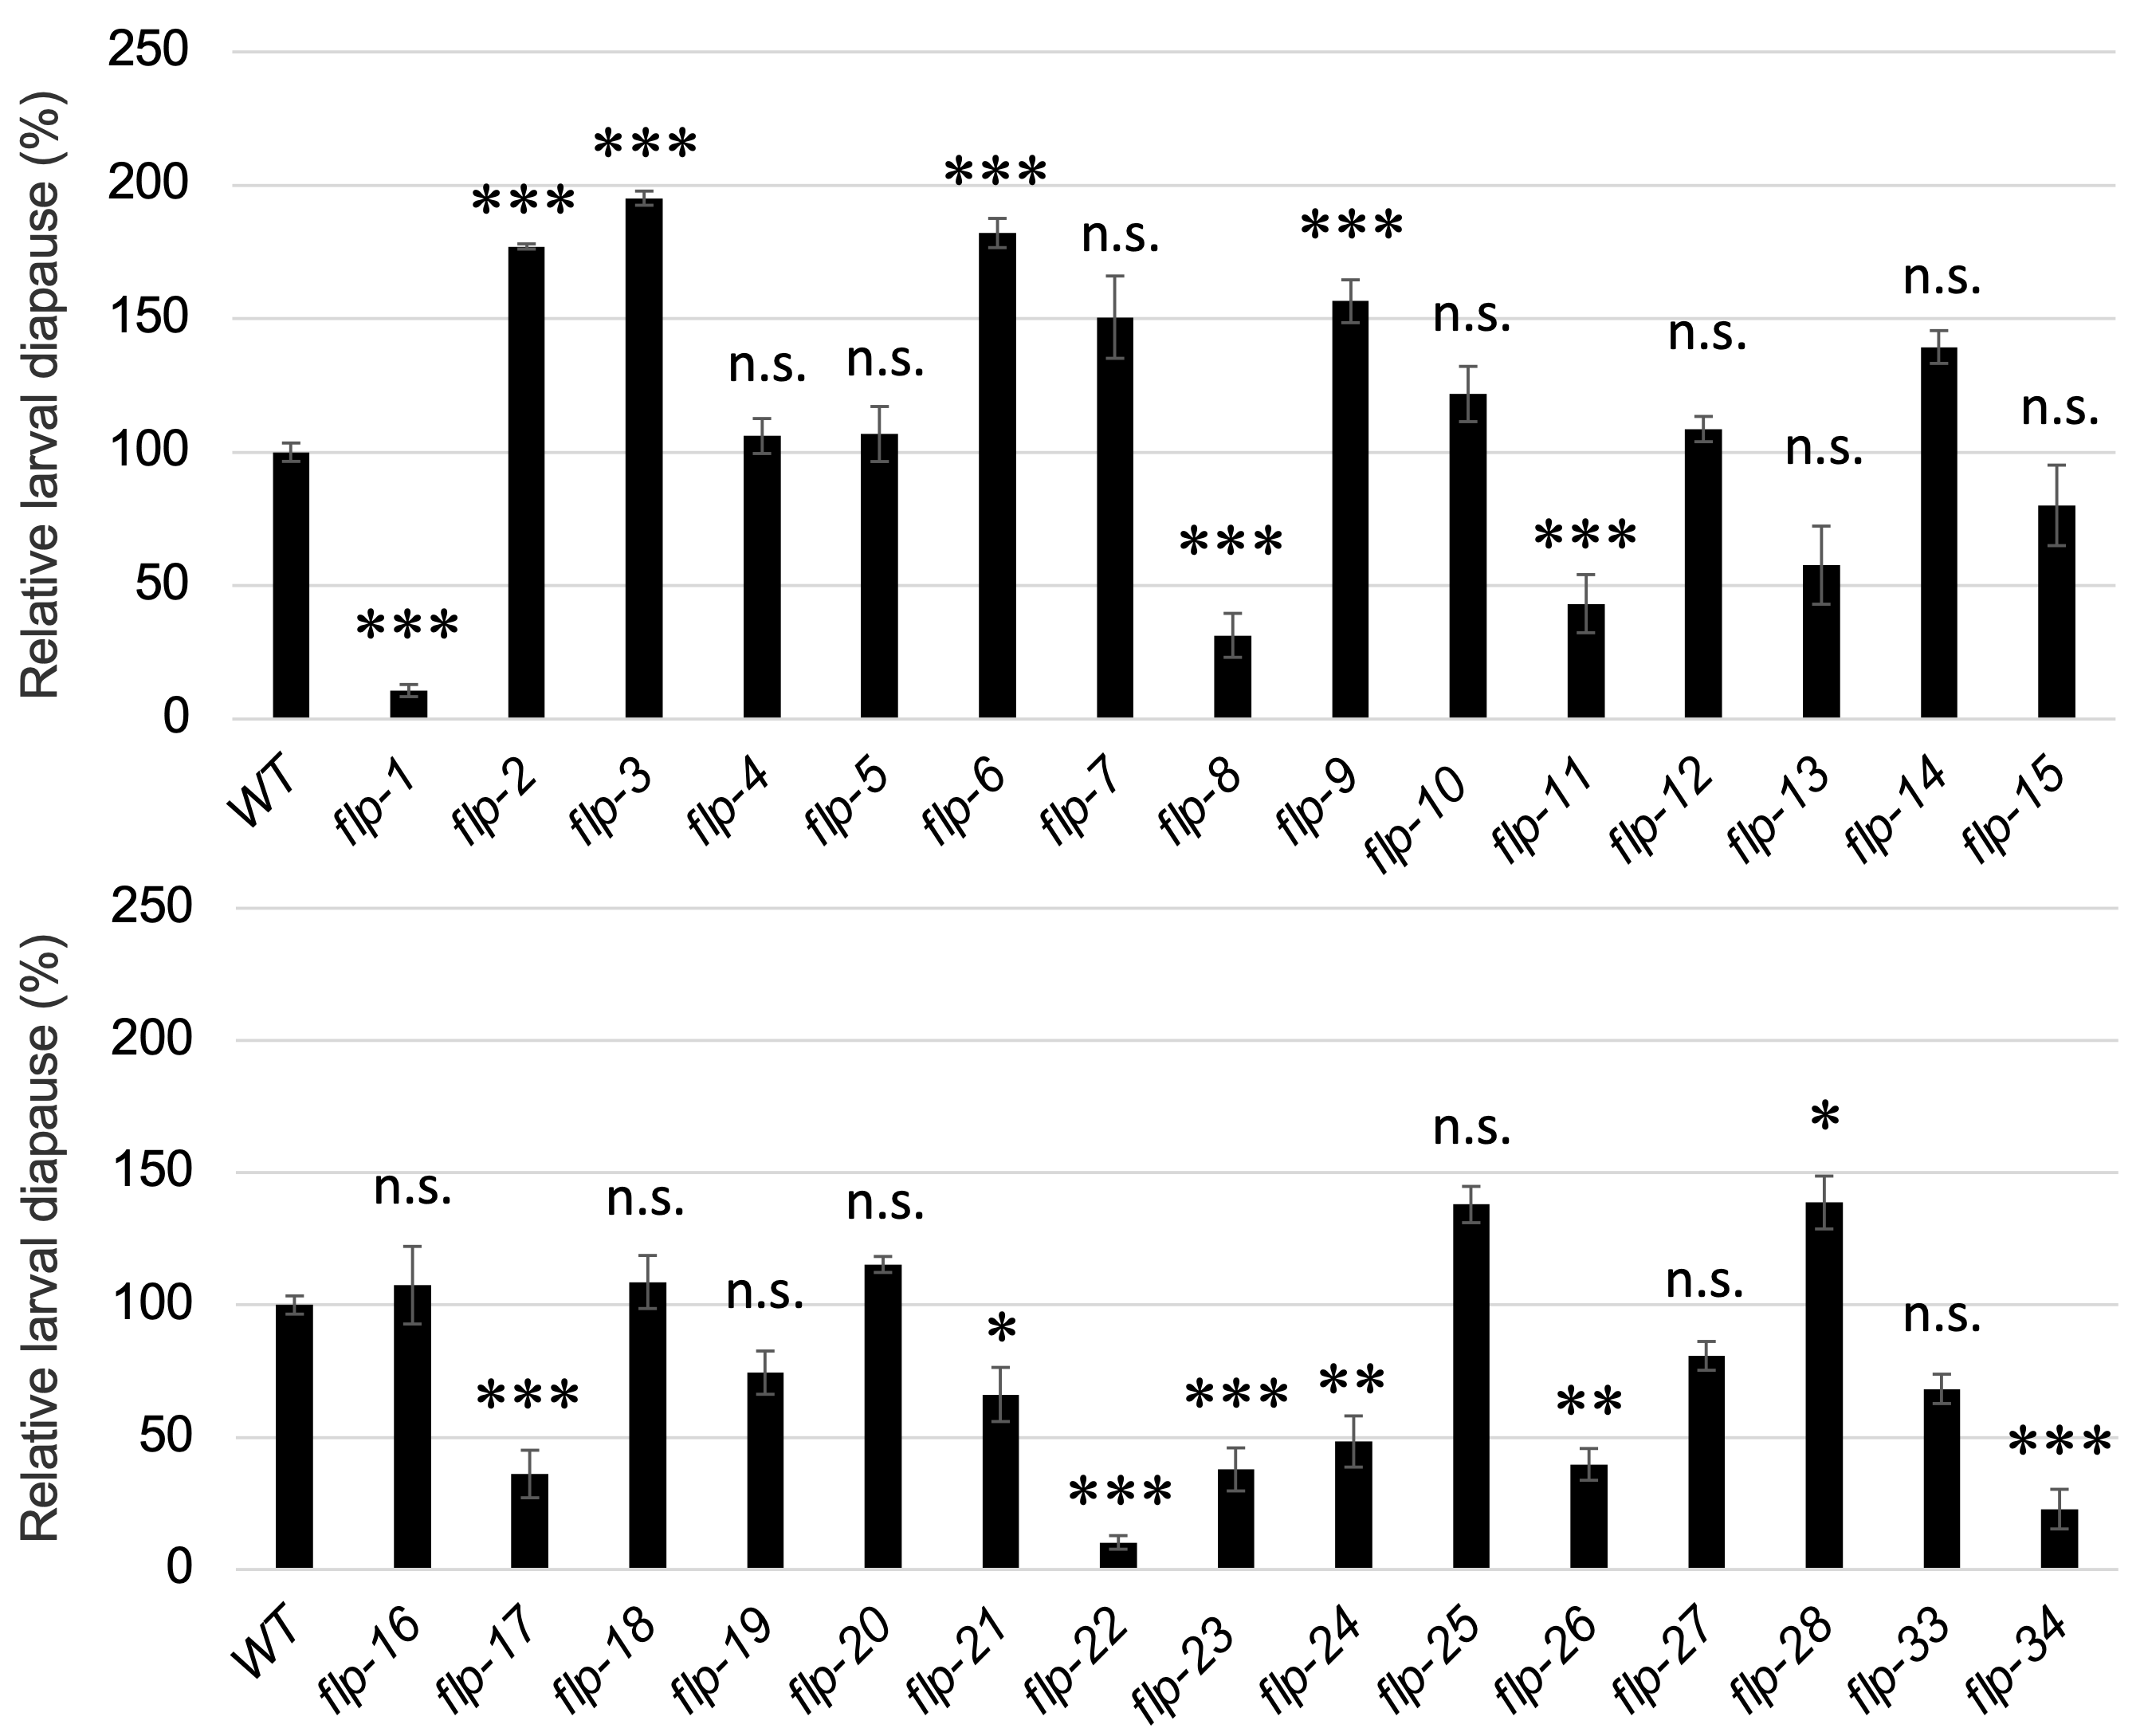 Relative larval diapause (%)
250
200
150
100
50
0
***
***
***
n.s.
n.s.
***
n.s.
***
***
n.s.
***
n.s.
n.s.
n.s.
n.s.
WT
flp-1
flp-2
flp-3
flp-4
flp-5
flp-6
flp-7
flp-8
flp-9
flp-10
flp-11
flp-12
flp-13
flp-14
flp-15
Relative larval diapause (%)
250
200
150
100
50
0
n.s.
***
n.s.
n.s.
n.s.
*
***
***
**
n.s.
**
n.s.
*
n.s.
***
WT
flp-16
flp-17
flp-18
flp-19
flp-20
flp-21
flp-22
flp-23
flp-24
flp-25
flp-26
flp-27
flp-28
flp-33
flp-34